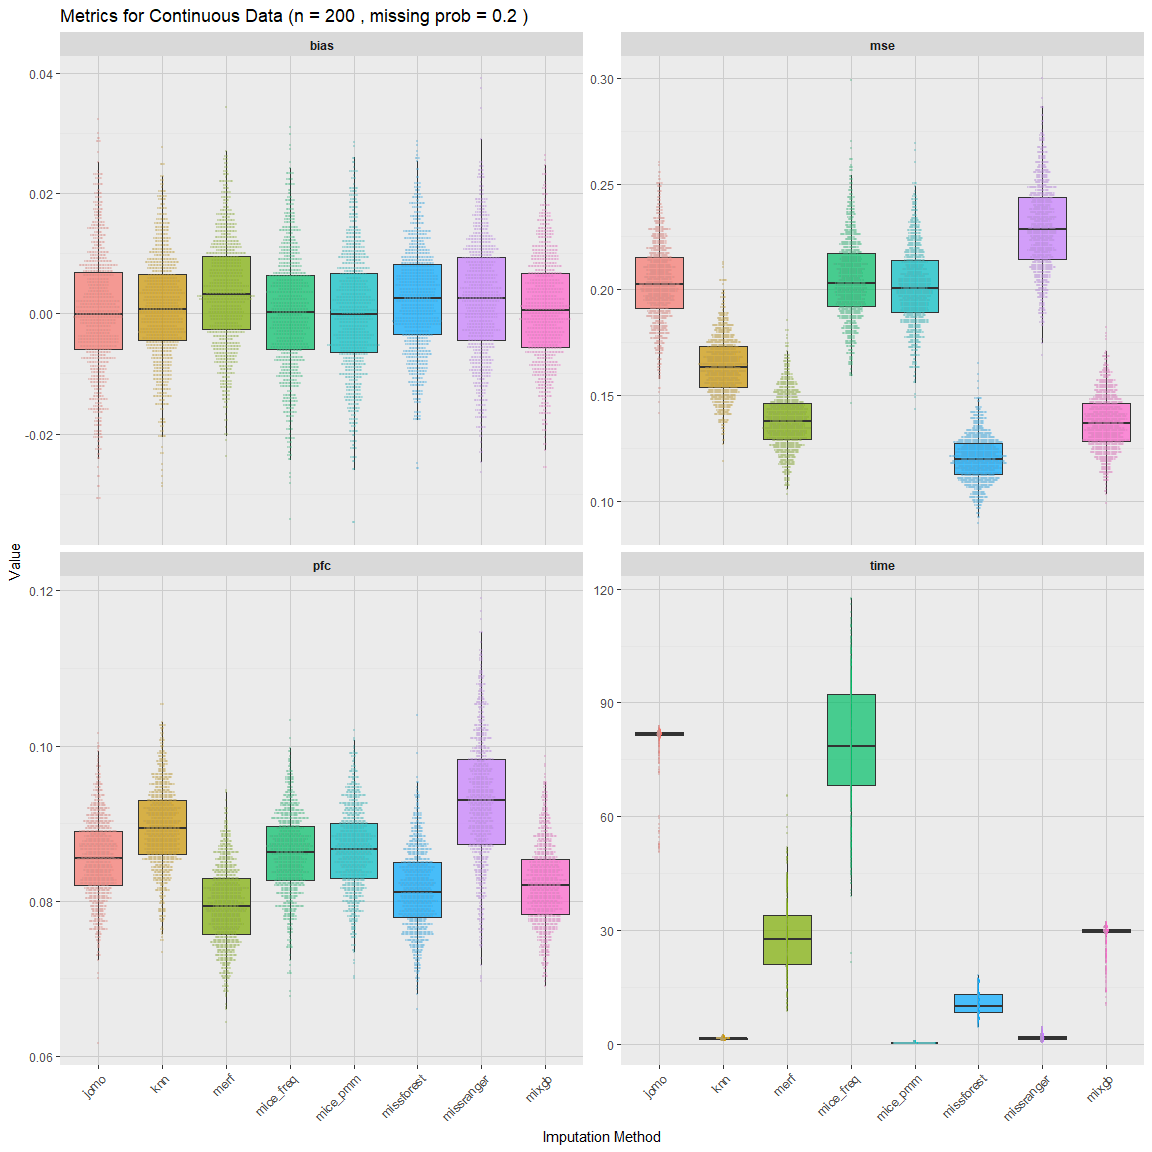 Metrics for Continuous Data (n = 200 , missing prob = 0.2 )
bias
mse
0.04
0.02
0.00
-0.02
0.30
0.25
0.20
0.15
0.10
Value
pfc
time
0.12
0.10
0.08
0.06
120
90
60
30
0
jomo
knn
merf
mice_freq
mice_pmm
missforest
missranger
mixgb
jomo
knn
merf
mice_freq
mice_pmm
missforest
missranger
mixgb
Imputation Method